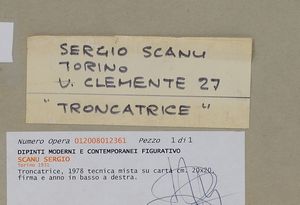 SERGIO SCANU
TORINO
V. CLEMENTE 27
"TRONCATRICE"
Numero Opera 012008012361 Pezzo 1 di 1
DIPINTI MODERNI E CONTEMPORANEI FIGURATIVO
SCANU SERGIO
Torino 1931
Troncatrice, 1978 tecnica mista su carta cm. 20x20,
firma e anno in basso a destra.